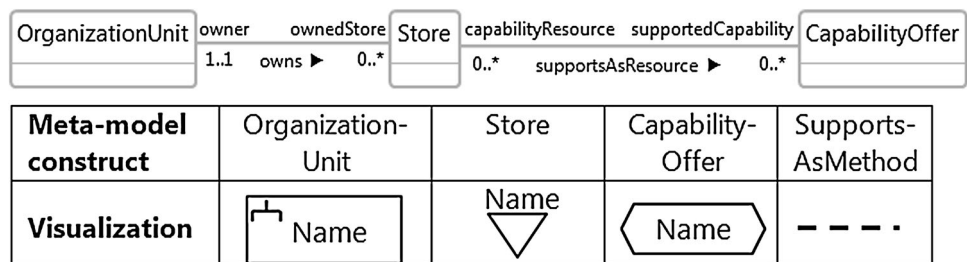 OrganizationUnit owner ownedStore Store capabilityResource supportedCapability CapabilityOffer
1..1 owns ▶ 0..* 0..* supportsAsResource ▶ 0..*
Meta-model Organization- Store Capability- Supports-
construct Unit Offer AsMethod
Name
Visualization Name Name